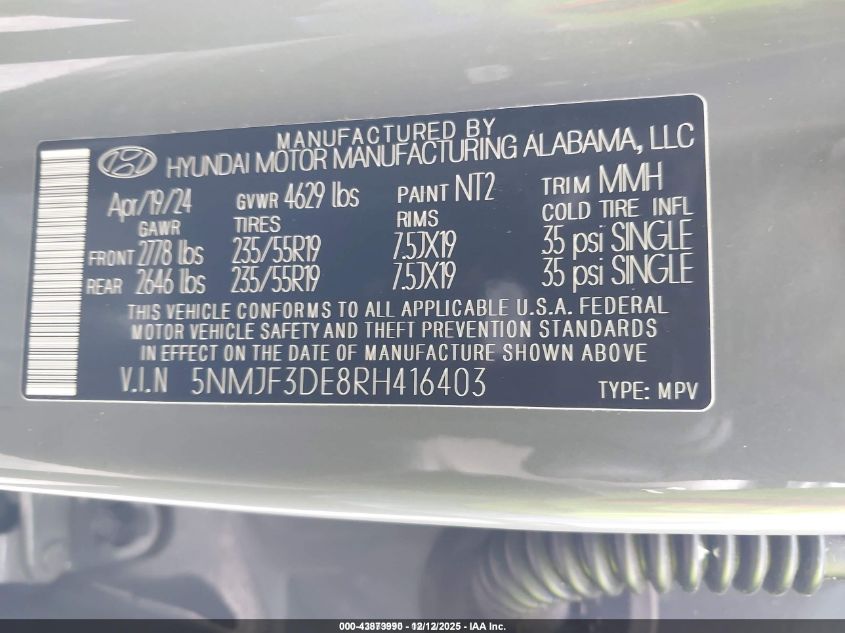 MANUFACTURED BY
HYUNDAI MOTOR MANUFACTURING ALABAMA, LLC
Apr/19/24 GVWR 4629 lbs PAINT NT2 TRIM MMH
GAWR TIRES RIMS COLD TIRE INFL
FRONT 2778 lbs 235/55R19 7.5JX19 35 psi SINGLE
REAR 2646 lbs 235/55R19 7.5JX19 35 psi SINGLE
THIS VEHICLE CONFORMS TO ALL APPLICABLE U.S.A. FEDERAL
MOTOR VEHICLE SAFETY AND THEFT PREVENTION STANDARDS
IN EFFECT ON THE DATE OF MANUFACTURE SHOWN ABOVE
V.I.N 5NMJF3DE8RH416403 TYPE: MPV
000-43873990 - 12/12/2025 - IAA Inc.